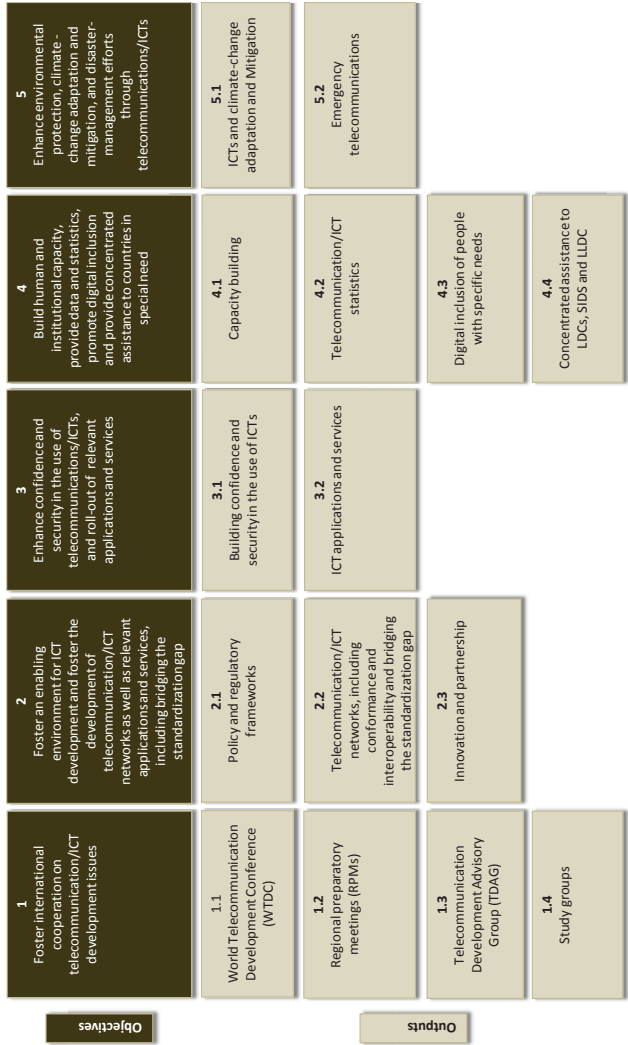 Objectives
1
Foster international
cooperation on
telecommunication/ICT
development issues
2
Foster an enabling
environment for ICT
development and foster the
development of
telecommunication/ICT
networks as well as relevant
applications and services,
including bridging the
standardization gap
3
Enhance confidence and
security in the use of
telecommunications/ICTs,
and roll-out of relevant
applications and services
4
Build human and
institutional capacity,
provide data and statistics,
promote digital inclusion
and provide concentrated
assistance to countries in
special need
5
Enhance environmental
protection, climate -
change adaptation and
mitigation, and disaster-
management efforts
through
telecommunications/ICTs
Outputs
1.1
World Telecommunication
Development Conference
(WTDC)
2.1
Policy and regulatory
frameworks
3.1
Building confidence and
security in the use of ICTs
4.1
Capacity building
5.1
ICTs and climate-change
adaptation and Mitigation
1.2
Regional preparatory
meetings (RPMs)
2.2
Telecommunication/ICT
networks, including
conformance and
interoperability and bridging
the standardization gap
3.2
ICT applications and services
4.2
Telecommunication/ICT
statistics
5.2
Emergency
telecommunications
1.3
Telecommunication
Development Advisory
Group (TDAG)
2.3
Innovation and partnership
4.3
Digital inclusion of people
with specific needs
1.4
Study groups
4.4
Concentrated assistance to
LDCs, SIDS and LLDC